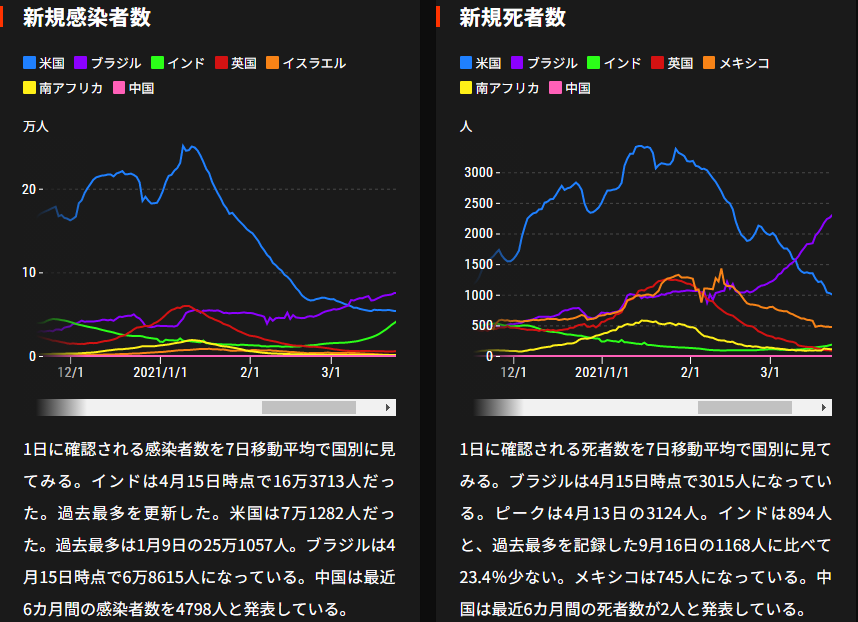 新規感染者数
米国 ブラジル インド 英国 イスラエル
南アフリカ 中国
万人
20
10
0
12/1 2021/1/1 2/1 3/1
1日に確認される感染者数を7日移動平均で国別に見
てみる。インドは4月15日時点で16万3713人だっ
た。過去最多を更新した。米国は7万1282人だっ
た。過去最多は1月9日の25万1057人。ブラジルは4
月15日時点で6万8615人になっている。中国は最近
6カ月間の感染者数を4798人と発表している。
新規死者数
米国 ブラジル インド 英国 メキシコ
南アフリカ 中国
人
3000
2500
2000
1500
1000
500
0
12/1 2021/1/1 2/1 3/1
1日に確認される死者数を7日移動平均で国別に見て
みる。ブラジルは4月15日時点で3015人になってい
る。ピークは4月13日の3124人。インドは894人
と、過去最多を記録した9月16日の1168人に比べて
23.4％少ない。メキシコは745人になっている。中
国は最近6カ月間の死者数が2人と発表している。